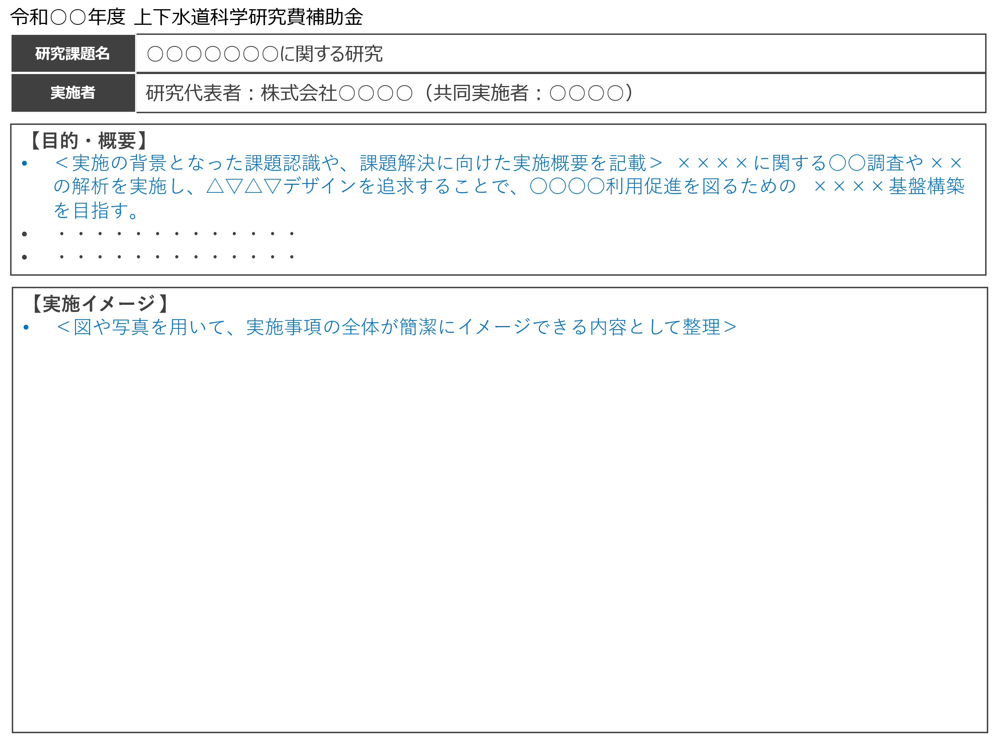 令和○○年度 上下水道科学研究費補助金
研究課題名
○○○○○○○に関する研究
実施者
研究代表者：株式会社○○○○（共同実施者：○○○○）
【目的・概要】
• ＜実施の背景となった課題認識や、課題解決に向けた実施概要を記載＞ ××××に関する○○調査や××
の解析を実施し、△▽△▽デザインを追求することで、○○○○利用促進を図るための ××××基盤構築
を目指す。
• ・・・・・・・・・・・・・
• ・・・・・・・・・・・・・
【実施イメージ】
• ＜図や写真を用いて、実施事項の全体が簡潔にイメージできる内容として整理＞